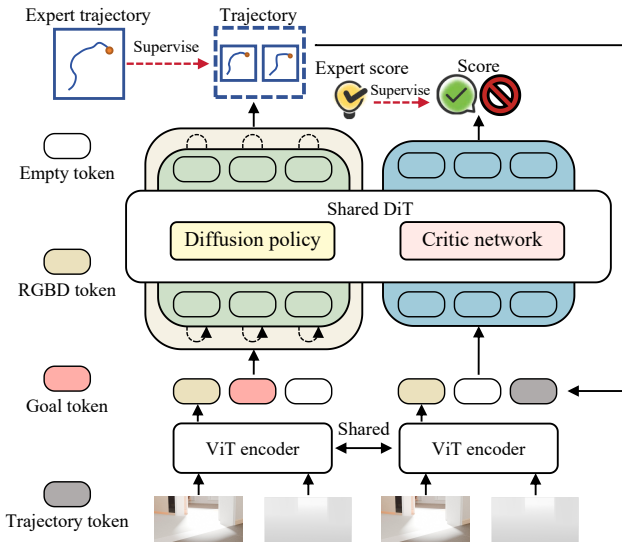 Expert trajectory
Trajectory
Supervise
Expert score
Score
Supervise
Empty token
Shared DiT
Diffusion policy
Critic network
RGBD token
Goal token
Shared
ViT encoder
ViT encoder
Trajectory token